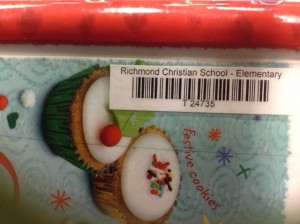 Richmond Christian School - Elementary
T 24735
Festive cookies